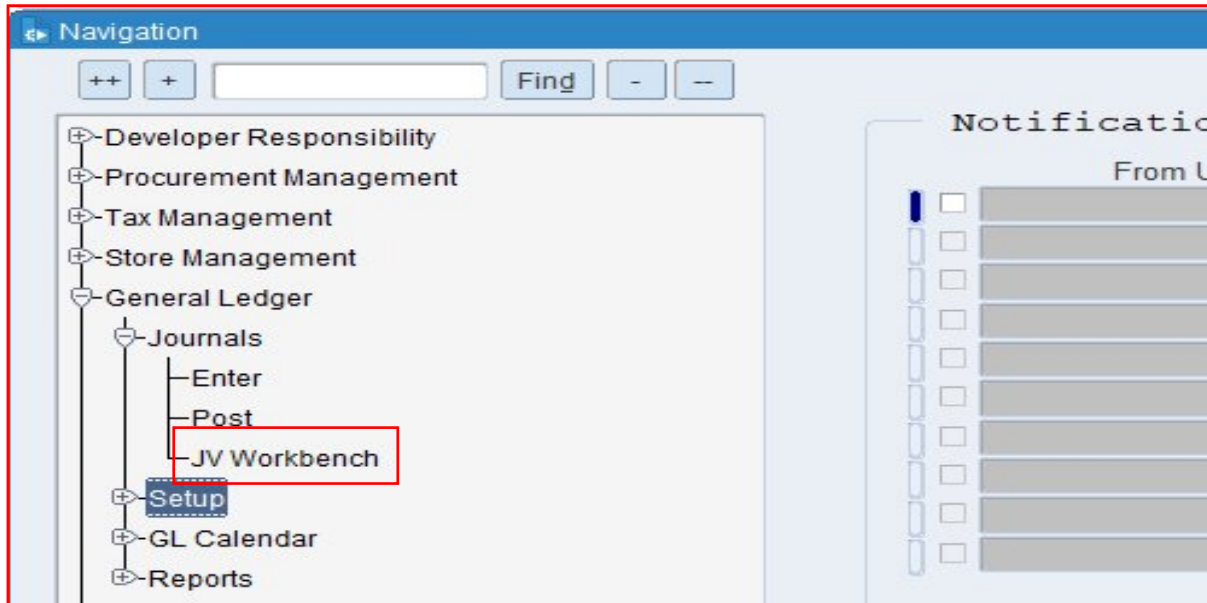 Navigation
++ + Find - --
Developer Responsibility
Procurement Management
Tax Management
Store Management
General Ledger
Journals
Enter
Post
JV Workbench
Setup
GL Calendar
Reports
Notificatio
From U